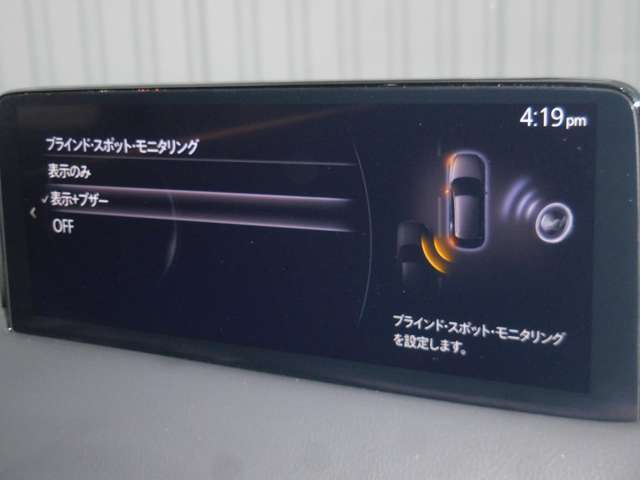 4:19pm
ブラインド・スポット・モニタリング
表示のみ
✓表示+ブザー
OFF
ブラインド・スポット・モニタリング
を設定します。